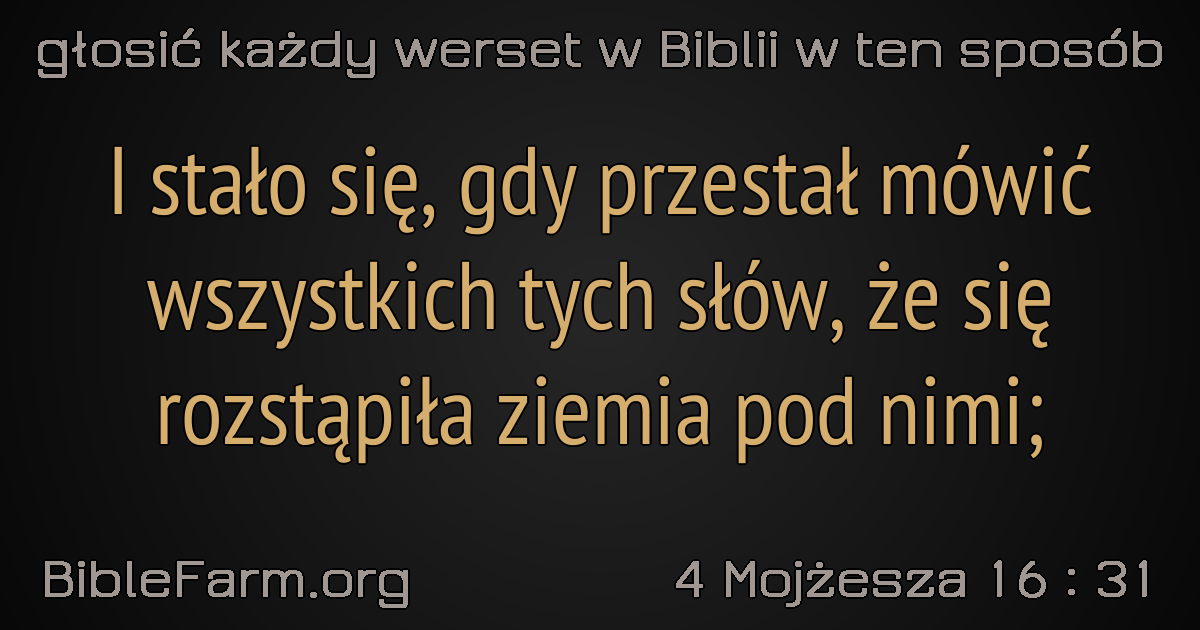 głosić każdy werset w Biblii w ten sposób
I stało się, gdy przestał mówić
wszystkich tych słów, że się
rozstąpiła ziemia pod nimi;
BibleFarm.org
4 Mojżesza 16 : 31